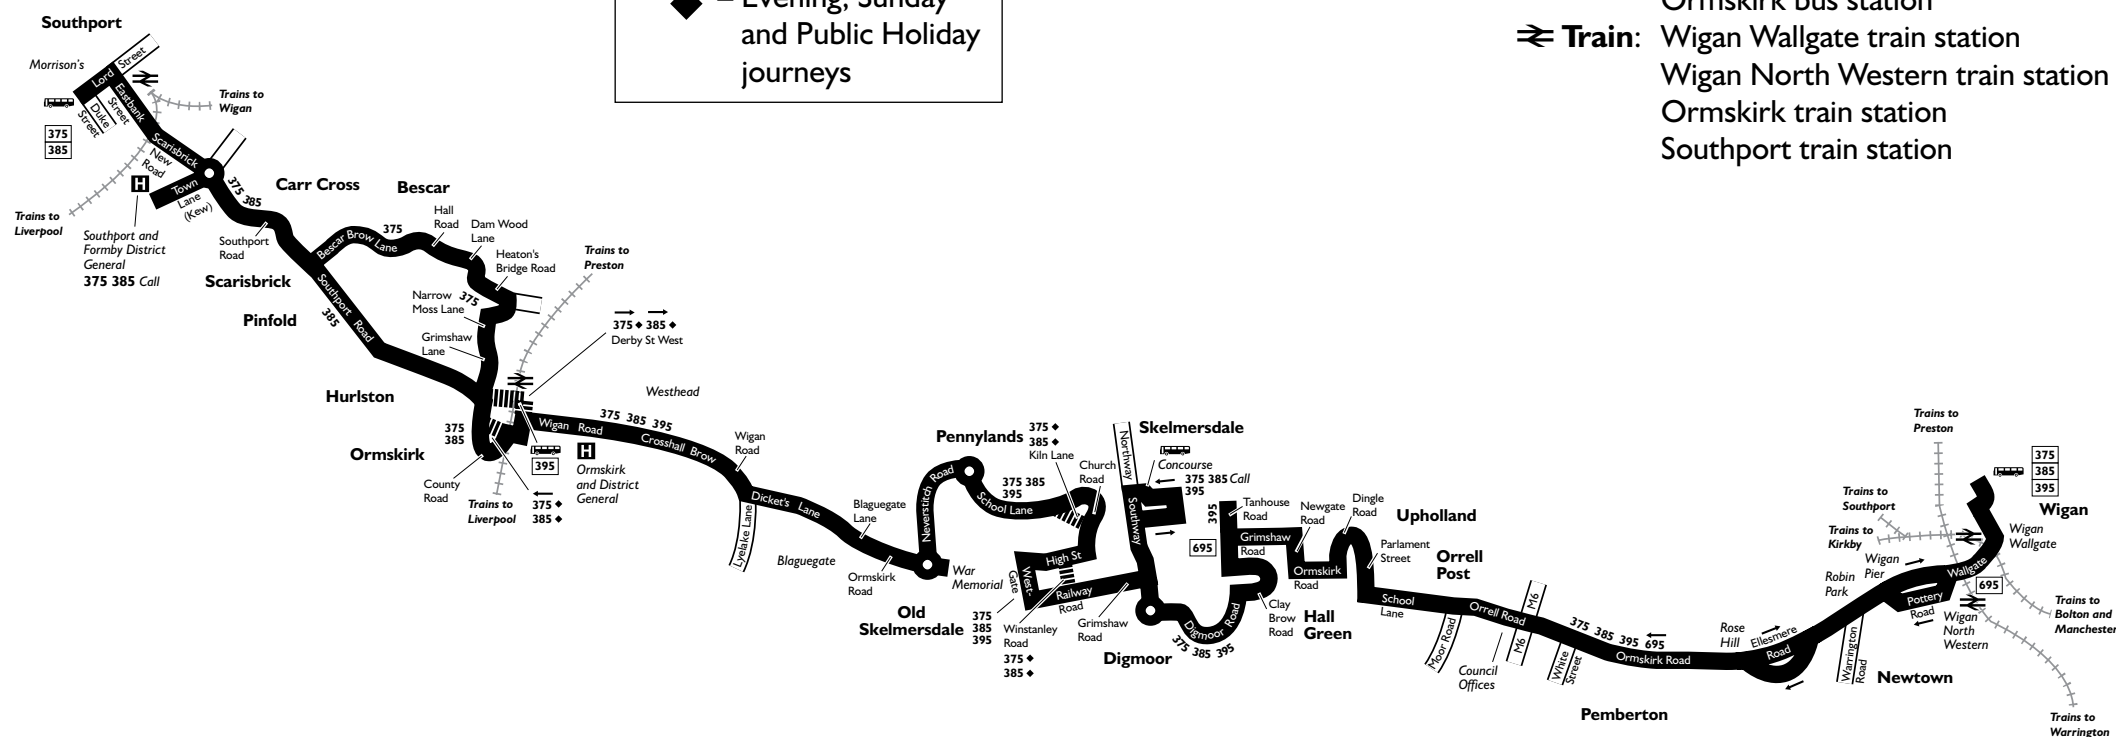 – Evening, Sunday
and Public Holiday
journeys
Ormskirk bus station
Train: Wigan Wallgate train station
Wigan North Western train station
Ormskirk train station
Southport train station
Southport
Morrison's
Lord
Street
Eastbank
Street
Duke
Street
375
385
Trains to
Wigan
Scarisbrick
New
Road
H
Town
Lane
(Kew)
Trains to
Liverpool
Southport and
Formby District
General
375 385 Call
375
385
Southport
Road
Carr Cross
Bescar
Bescar Brow Lane
375
Hall
Road
Dam Wood
Lane
Heaton's
Bridge Road
Trains to
Preston
Scarisbrick
Southport Road
385
Pinfold
Narrow
Moss Lane
375
Grimshaw
Lane
375 385
Derby St West
Hurlston
Westhead
375
385
Ormskirk
County
Road
Wigan Road
375 385 395
Crosshall Brow
395
H
Ormskirk
and District
General
Trains to
Liverpool
375
385
Wigan
Road
Dicket's Lane
Lyelake Lane
Blaguegate
Blaguegate
Lane
Ormskirk
Road
War
Memorial
Neverstitch Road
Pennylands
375
385
Kiln Lane
School Lane
375 385
395
Church
Road
High St
West-
Gate
Railway
Road
Old
Skelmersdale
375
385
395
Winstanley
Road
375
385
Grimshaw
Road
Northway
Southway
Skelmersdale
Concourse
375 385 Call
395
Digmoor
Digmoor Road
375 385 395
395
Tanhouse
Road
695
Grimshaw
Road
Newgate
Road
Dingle
Road
Clay
Brow
Road
Hall
Green
Ormskirk
Road
Upholland
Parlament
Street
Orrell
Post
School
Lane
Orrell Road
Moor Road
M6
M6
Council
Offices
White
Street
375 385 395 695
Ormskirk Road
Pemberton
Rose
Hill
Ellesmere
Road
Robin
Park
Wigan
Pier
Warrington
Road
Newtown
Pottery
Road
Wallgate
695
Wigan
North
Western
Wigan
Wallgate
Wigan
375
385
395
Trains to
Preston
Trains to
Southport
Trains to
Kirkby
Trains to
Bolton and
Manchester
Trains to
Warrington